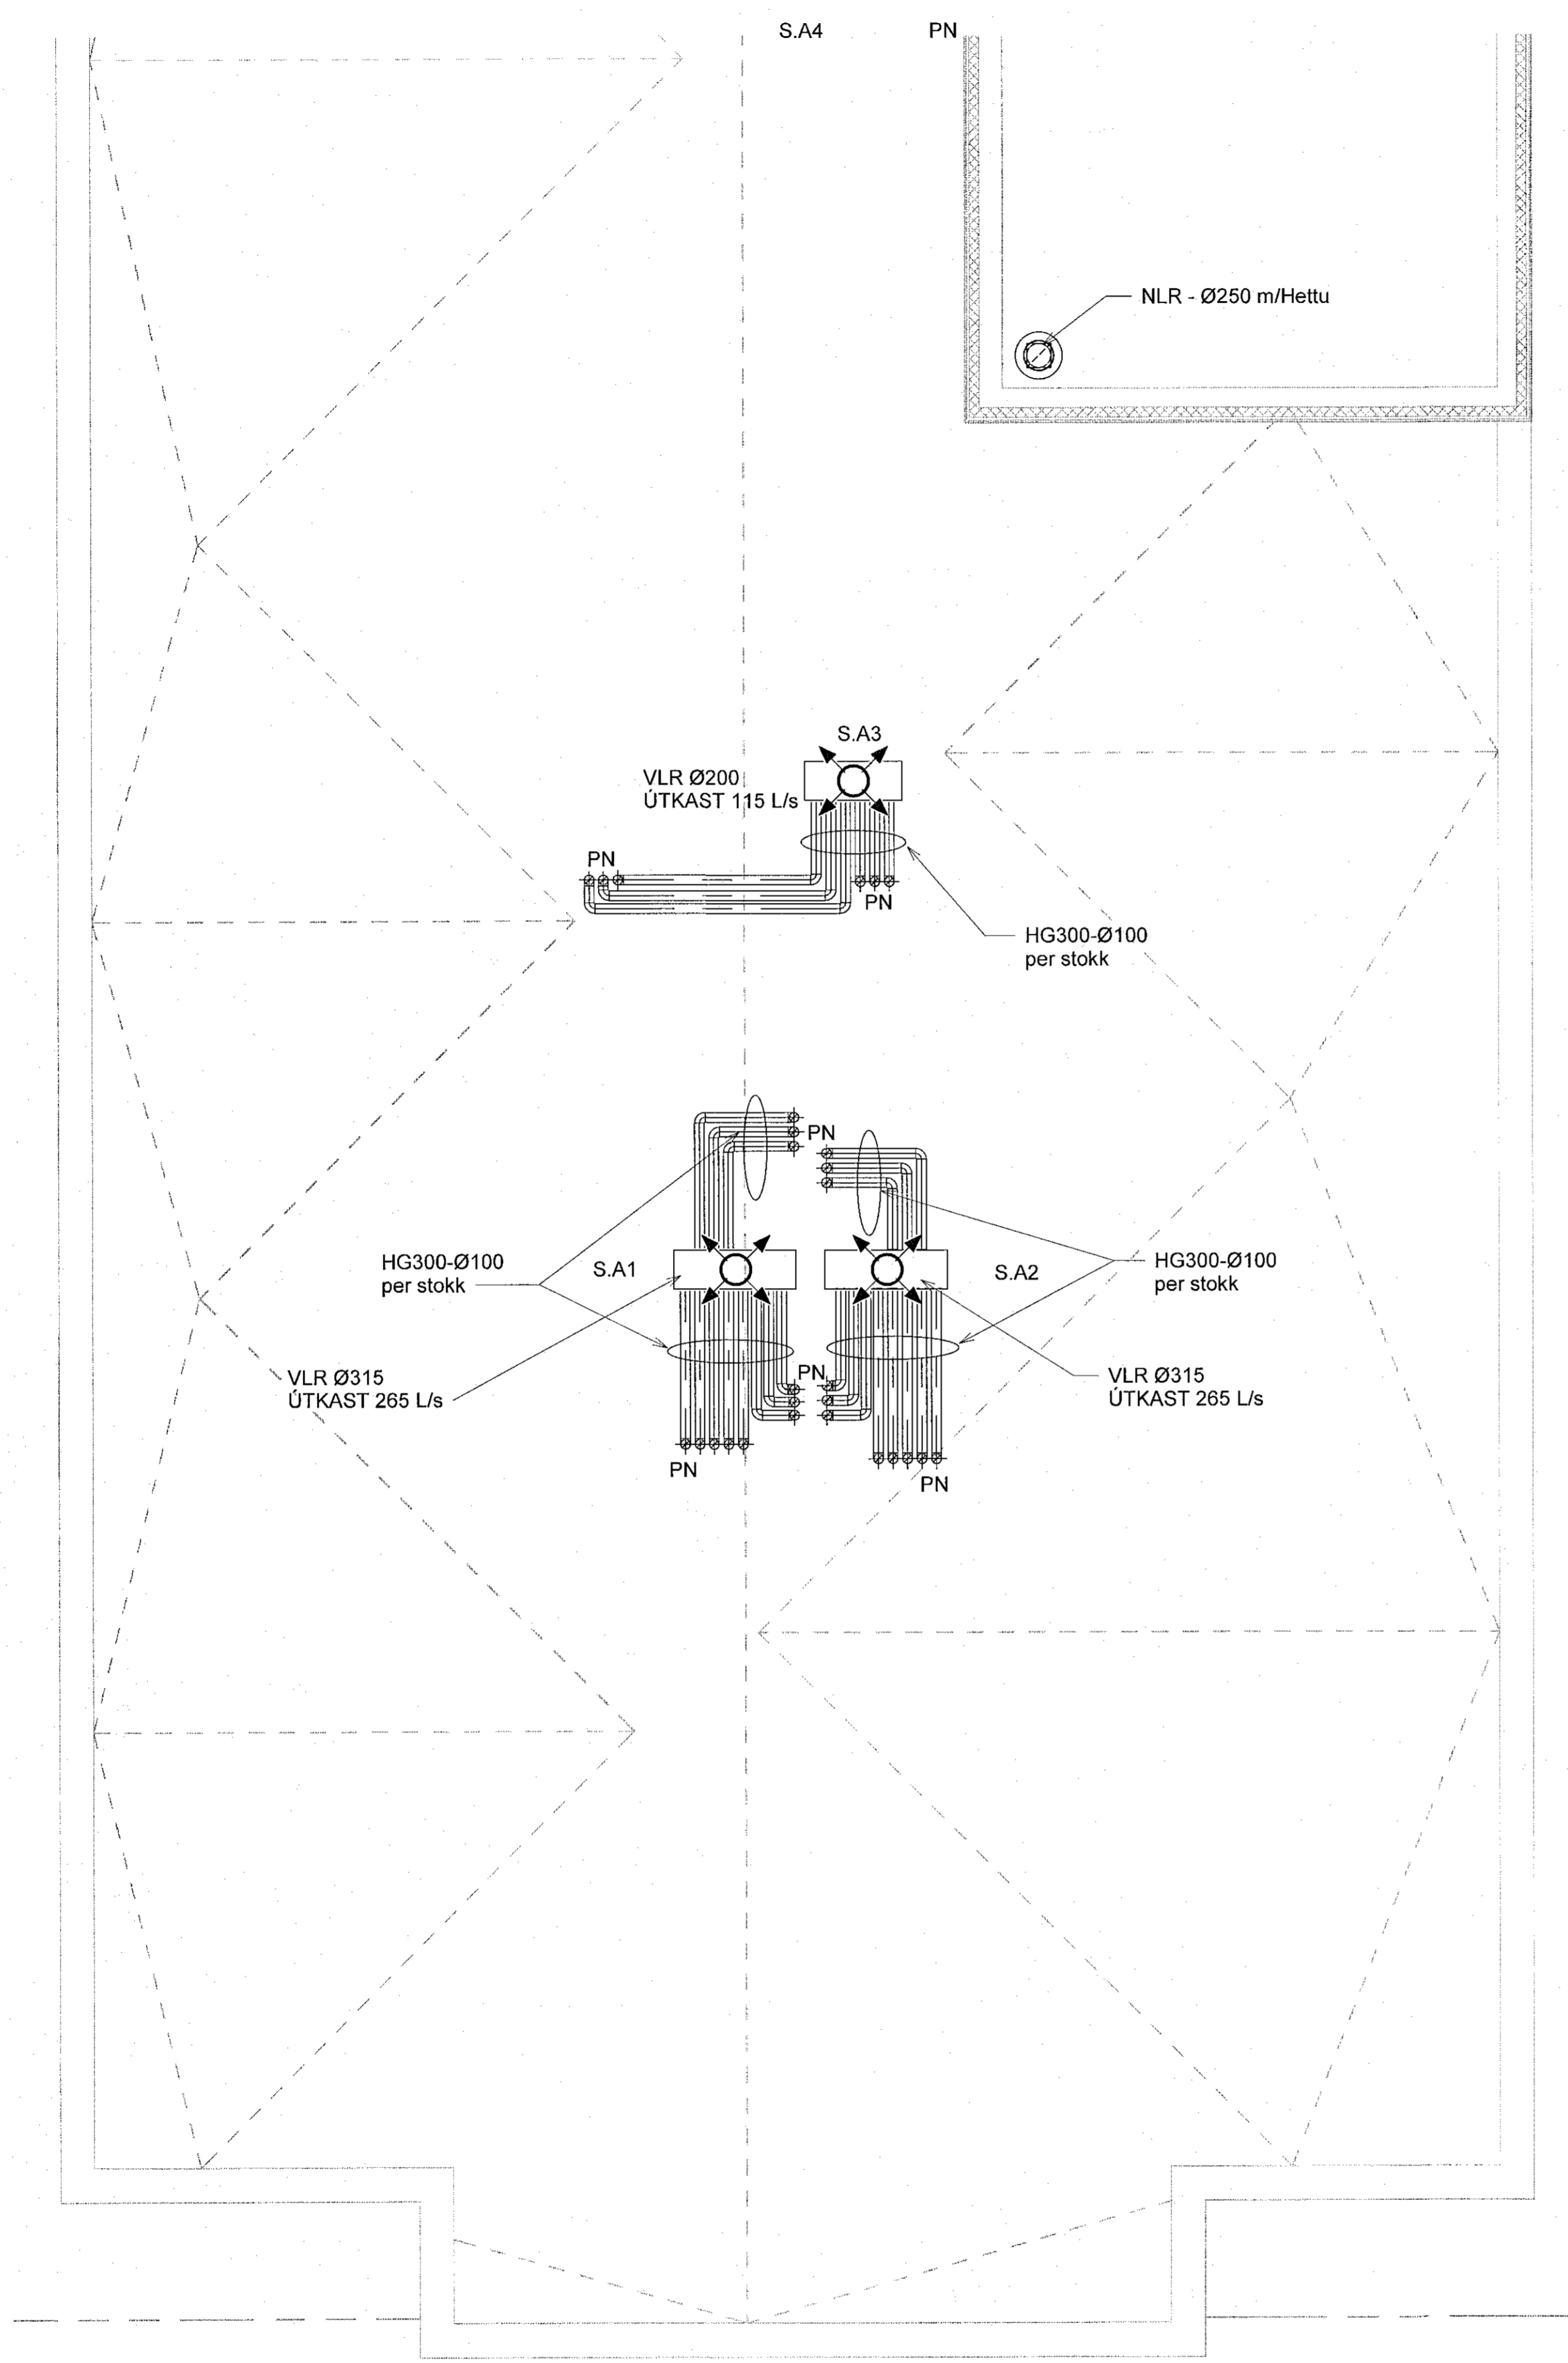 S.A4
PN
NLR - Ø250 m/Hettu
S.A3
VLR Ø200
ÚTKAST 115 L/s
PN
PN
HG300-Ø100
per stokk
PN
HG300-Ø100
per stokk
S.A1
S.A2
HG300-Ø100
per stokk
VLR Ø315
ÚTKAST 265 L/s
PN
VLR Ø315
ÚTKAST 265 L/s
PN
PN